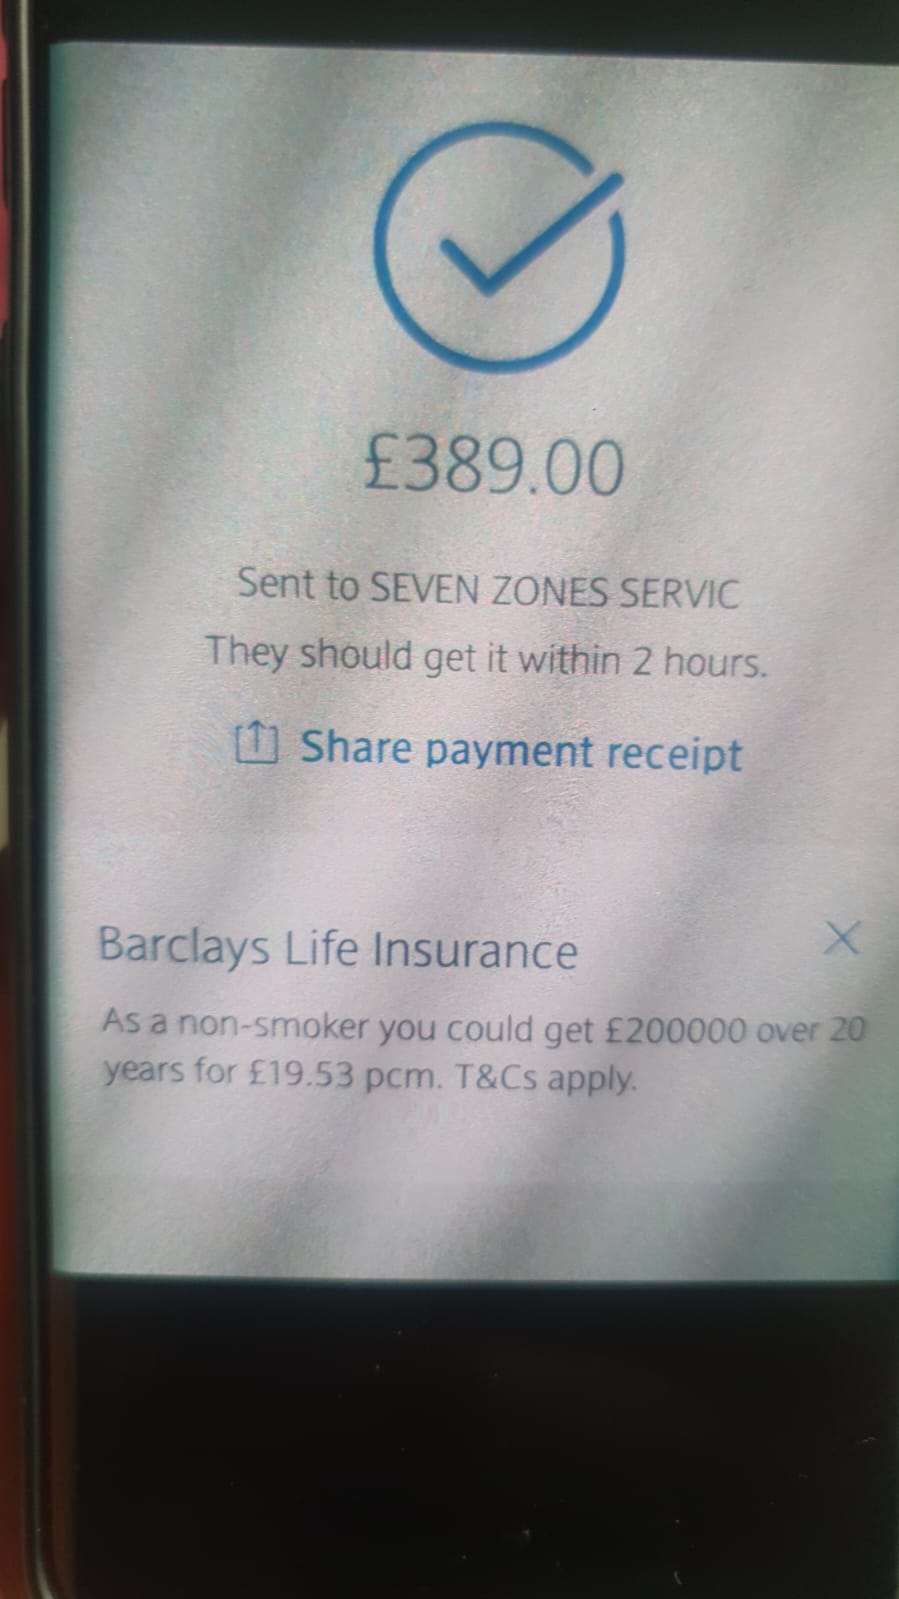 £389.00
Sent to SEVEN ZONES SERVIC
They should get it within 2 hours.
Share payment receipt
Barclays Life Insurance
As a non-smoker you could get £200000 over 20
years for £19.53 pcm. T&Cs apply.